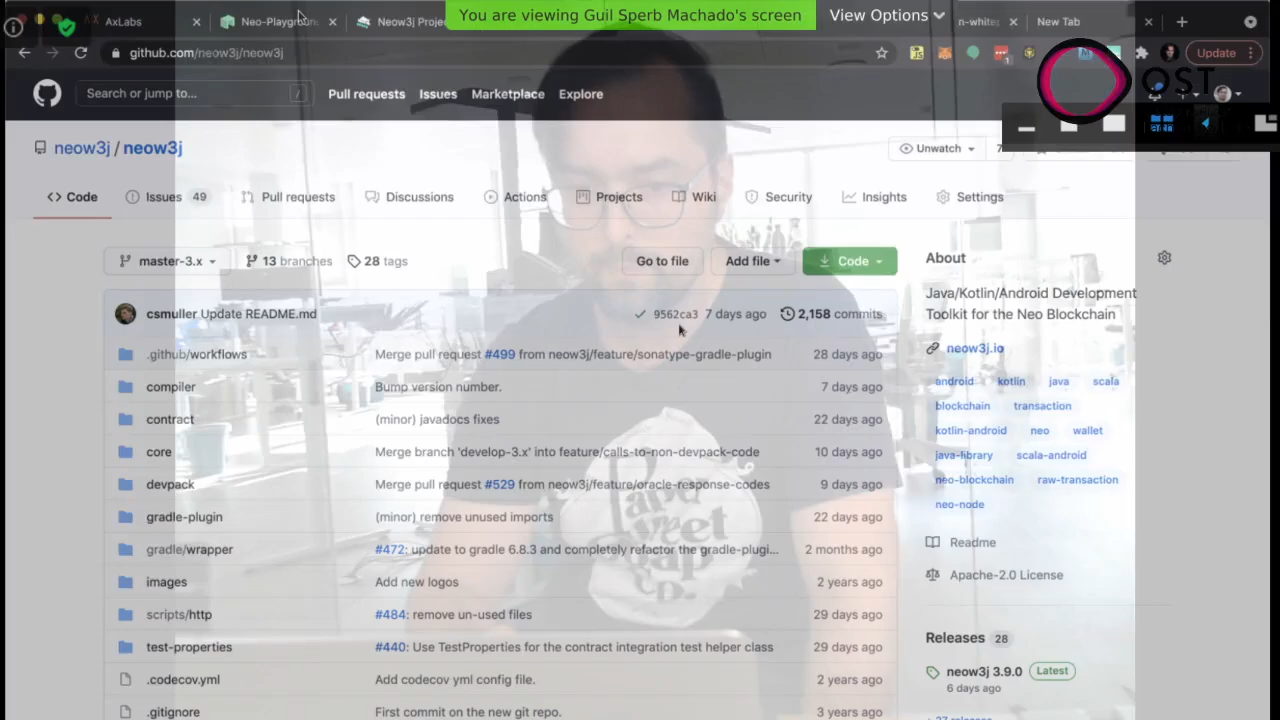 You are viewing Guil Sperb Machado's screen
View Options
AxLabs
Neo-Playground
Neow3j Proje
n-white
New Tab
github.com/neow3j/neow3j
Update
OST
Search or jump to...
/
Pull requests
Issues
Marketplace
Explore
neow3j / neow3j
Unwatch
7
Code
Issues 49
Pull requests
Discussions
Actions
Projects
Wiki
Security
Insights
Settings
master-3.x
13 branches
28 tags
Go to file
Add file
Code
csmuller Update README.md
9562ca3 7 days ago
2,158 commits
.github/workflows
Merge pull request #499 from neow3j/feature/sonatype-gradle-plugin
28 days ago
compiler
Bump version number.
7 days ago
contract
(minor) javadocs fixes
22 days ago
core
Merge branch 'develop-3.x' into feature/calls-to-non-devpack-code
10 days ago
devpack
Merge pull request #529 from neow3j/feature/oracle-response-codes
9 days ago
gradle-plugin
(minor) remove unused imports
22 days ago
gradle/wrapper
#472: update to gradle 6.8.3 and completely refactor the gradle-plugi...
2 months ago
images
Add new logos
2 years ago
scripts/http
#484: remove un-used files
29 days ago
test-properties
#440: Use TestProperties for the contract integration test helper class
29 days ago
.codecov.yml
Add codecov yml config file.
2 years ago
.gitignore
First commit on the new git repo.
3 years ago
About
Java/Kotlin/Android Development
Toolkit for the Neo Blockchain
neow3j.io
android kotlin java scala
blockchain transaction
kotlin-android neo wallet
java-library scala-android
neo-blockchain raw-transaction
neo-node
Readme
Apache-2.0 License
Releases 28
neow3j 3.9.0 Latest
6 days ago